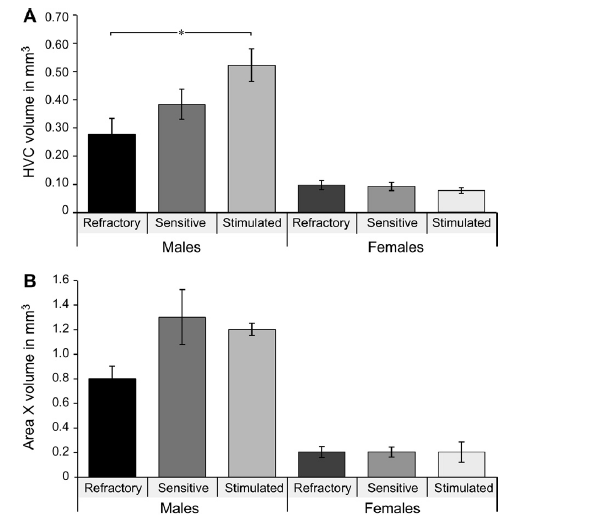 A
HVC volume in mm³
0.70
0.60
0.50
0.40
0.30
0.20
0.10
0
*
Refractory Sensitive Stimulated Refractory Sensitive Stimulated
Males Females
B
Area X volume in mm³
1.6
1.4
1.2
1.0
0.8
0.6
0.4
0.2
0
Refractory Sensitive Stimulated Refractory Sensitive Stimulated
Males Females